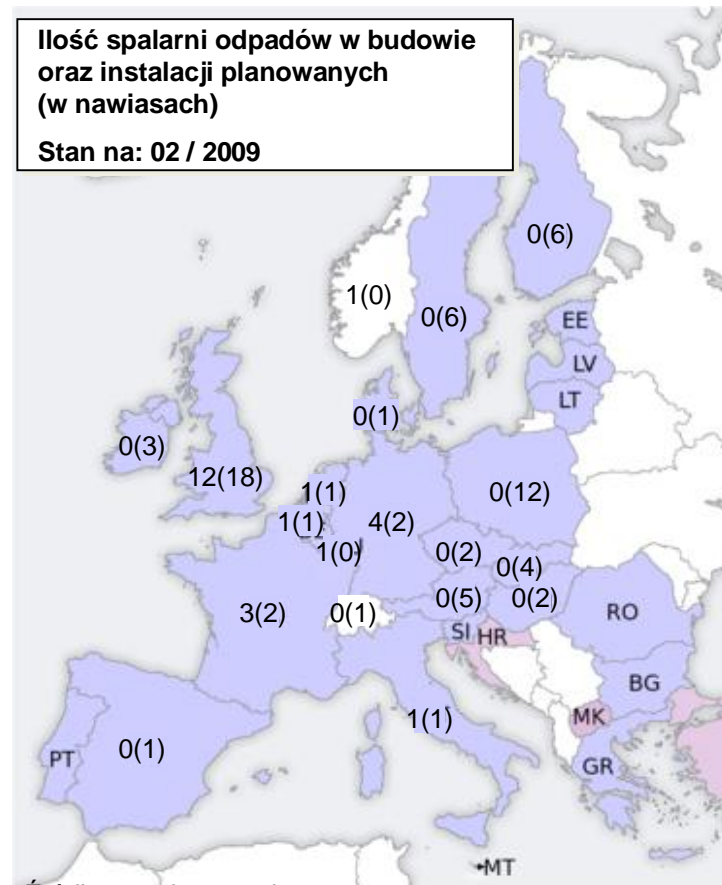 Ilość spalarni odpadów w budowie
oraz instalacji planowanych
(w nawiasach)
Stan na: 02 / 2009
0(6)
1(0)
0(6)
EE
LV
LT
0(1)
0(3)
12(18)
1(1)
0(12)
1(1)
4(2)
1(0)
0(2)
0(4)
0(5)
0(2)
3(2)
0(1)
RO
SI
HR
BG
1(1)
MK
PT
0(1)
GR
MT